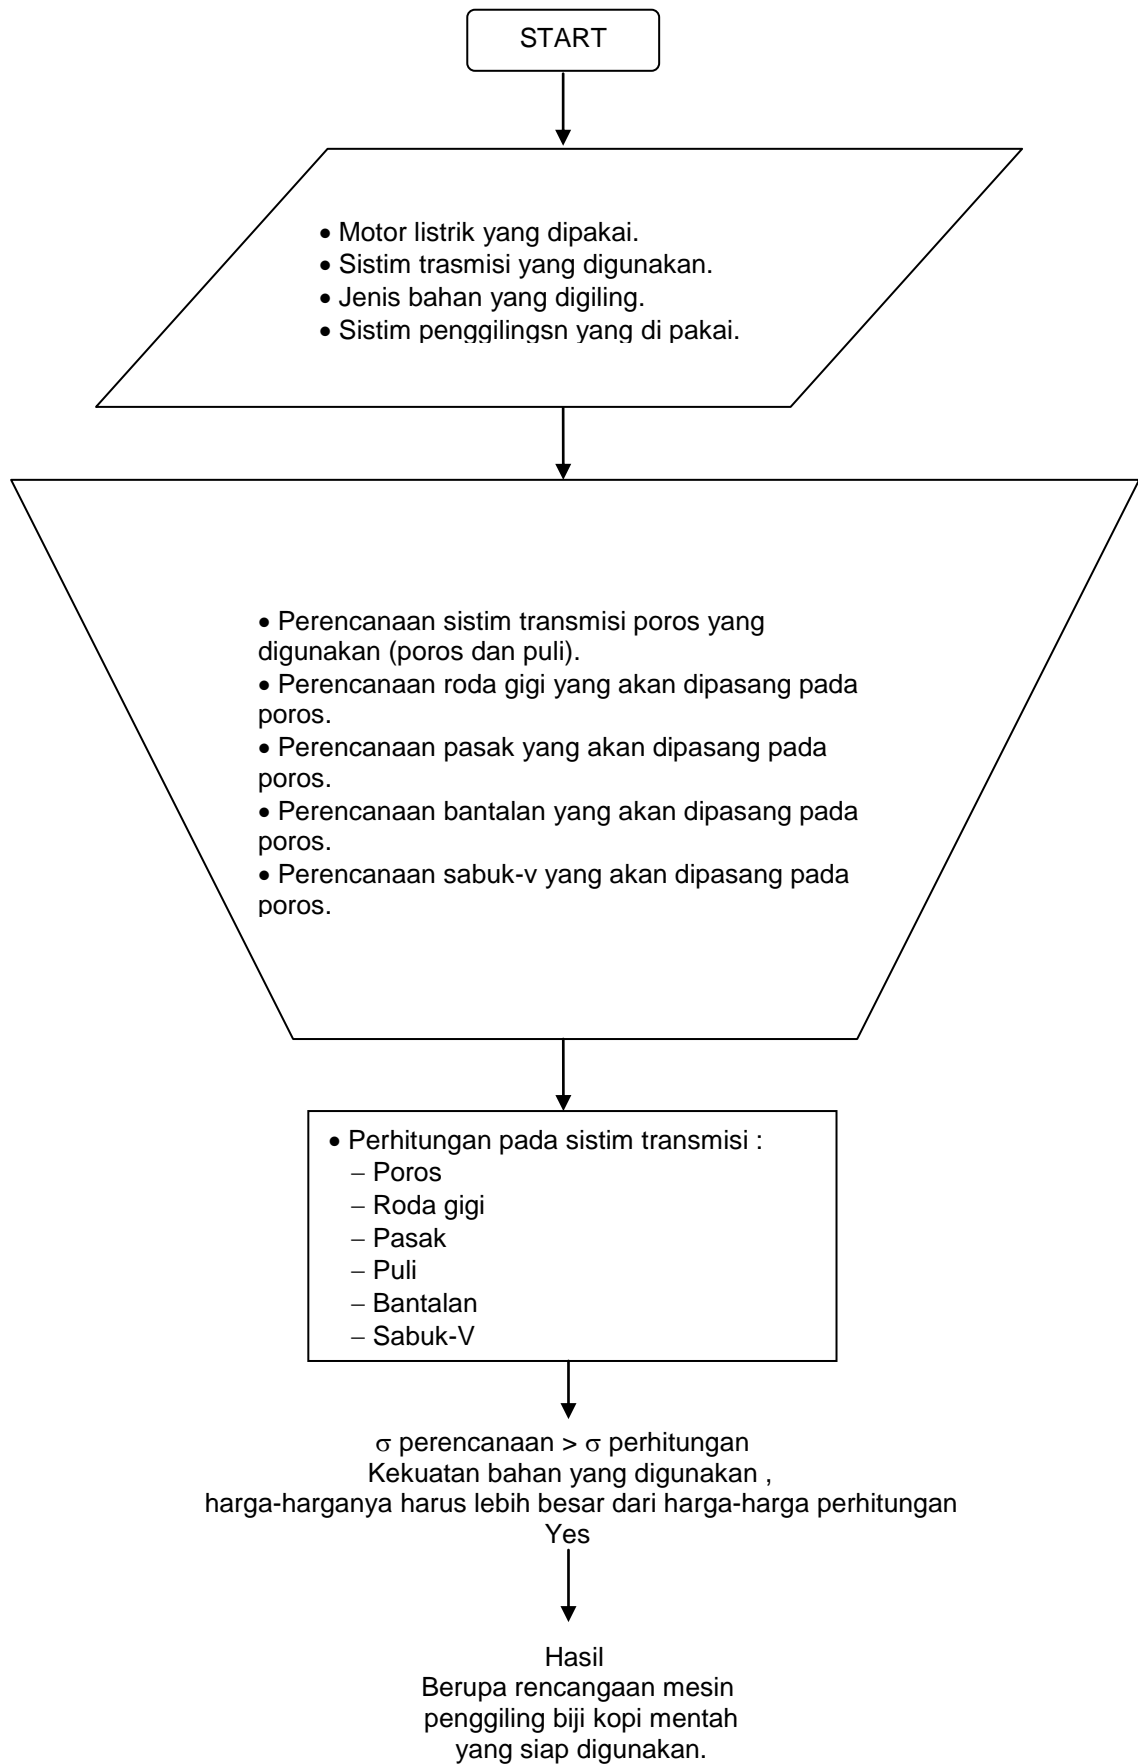 START
• Motor listrik yang dipakai.
• Sistim trasmisi yang digunakan.
• Jenis bahan yang digiling.
• Sistim penggilingsn yang di pakai.
• Perencanaan sistim transmisi poros yang
digunakan (poros dan puli).
• Perencanaan roda gigi yang akan dipasang pada
poros.
• Perencanaan pasak yang akan dipasang pada
poros.
• Perencanaan bantalan yang akan dipasang pada
poros.
• Perencanaan sabuk-v yang akan dipasang pada
poros.
• Perhitungan pada sistim transmisi :
– Poros
– Roda gigi
– Pasak
– Puli
– Bantalan
– Sabuk-V
σ perencanaan > σ perhitungan
Kekuatan bahan yang digunakan ,
harga-harganya harus lebih besar dari harga-harga perhitungan
Yes
Hasil
Berupa rencangaan mesin
penggiling biji kopi mentah
yang siap digunakan.